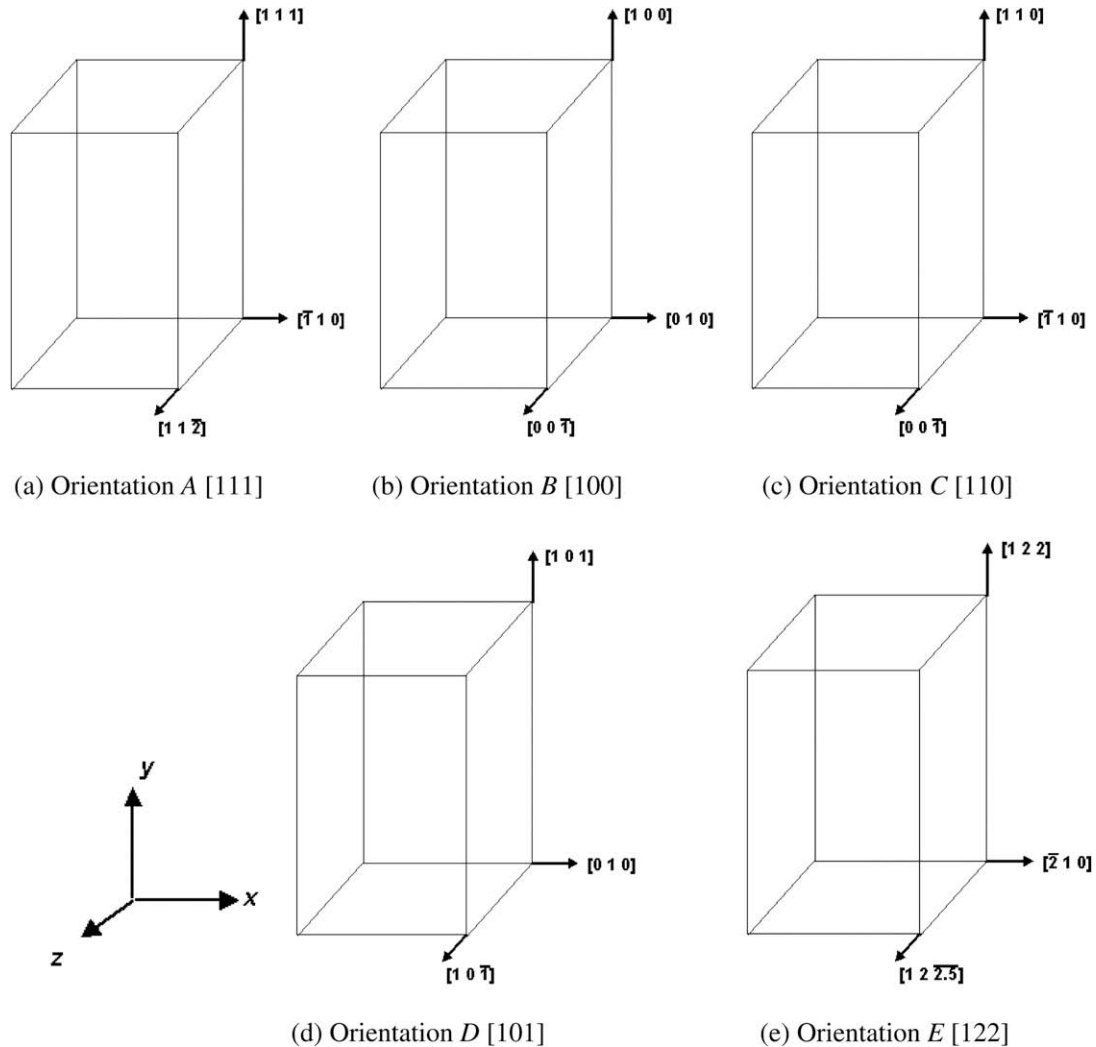 [1 1 1]
[1̅ 1 0]
[1 1 2̅]
(a) Orientation A [111]
[1 0 0]
[0 1 0]
[0 0 1̅]
(b) Orientation B [100]
[1 1 0]
[1̅ 1 0]
[0 0 1̅]
(c) Orientation C [110]
y
x
z
[1 0 1]
[0 1 0]
[1 0 1̅]
(d) Orientation D [101]
[1 2 2]
[2̅ 1 0]
[1 2 2̅.̅5̅]
(e) Orientation E [122]